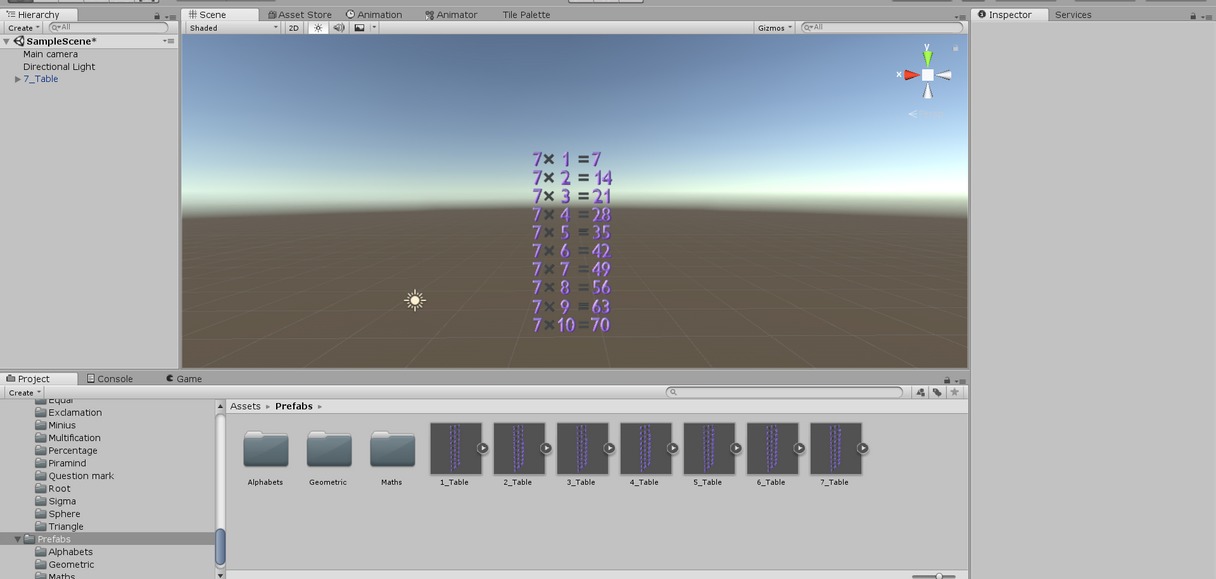 Hierarchy
Create All
SampleScene*
Main camera
Directional Light
7_Table
Scene Asset Store Animation Animator Tile Palette
Shaded 2D Gizmos All
y
x
7× 1 =7
7× 2 = 14
7× 3 =21
7× 4 =28
7× 5 =35
7× 6 =42
7× 7 =49
7× 8 =56
7× 9 =63
7×10=70
Inspector Services
Project Console Game
Create
Equal
Exclamation
Minius
Multification
Percentage
Piramind
Question mark
Root
Sigma
Sphere
Triangle
Prefabs
Alphabets
Geometric
Maths
Assets Prefabs
Alphabets Geometric Maths 1_Table 2_Table 3_Table 4_Table 5_Table 6_Table 7_Table